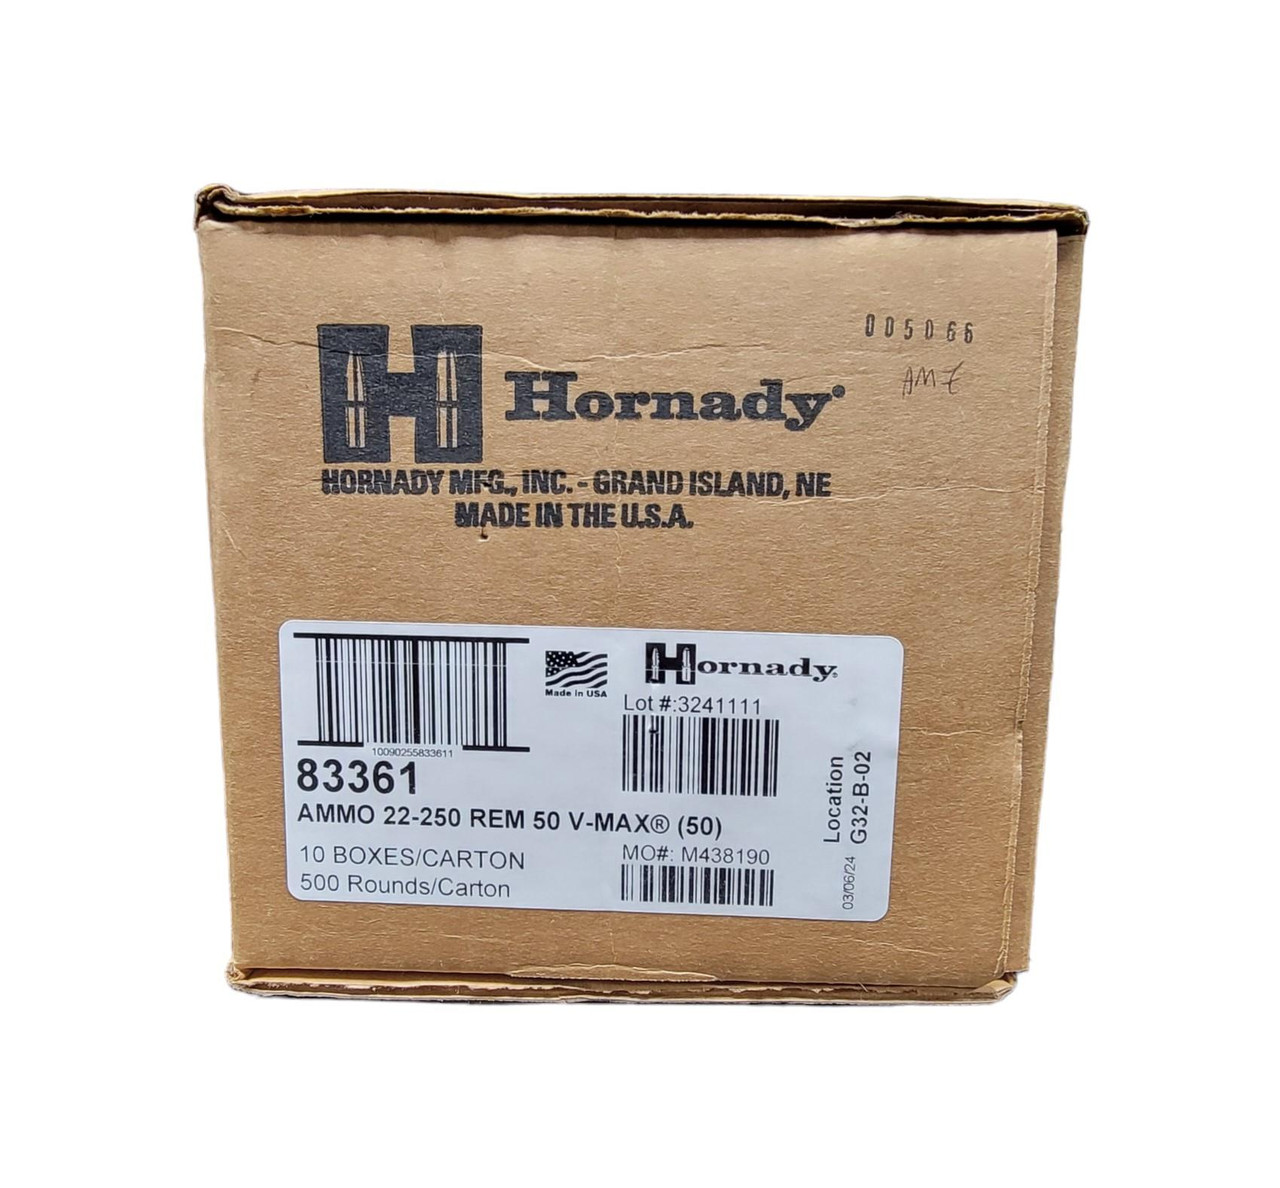 005066
AM7
Hornady®
HORNADY MFG., INC. - GRAND ISLAND, NE
MADE IN THE U.S.A.
Made in USA
Hornady
Lot #:3241111
10090255833611
83361
AMMO 22-250 REM 50 V-MAX® (50)
10 BOXES/CARTON
500 Rounds/Carton
MO#: M438190
Location
G32-B-02
03/06/24